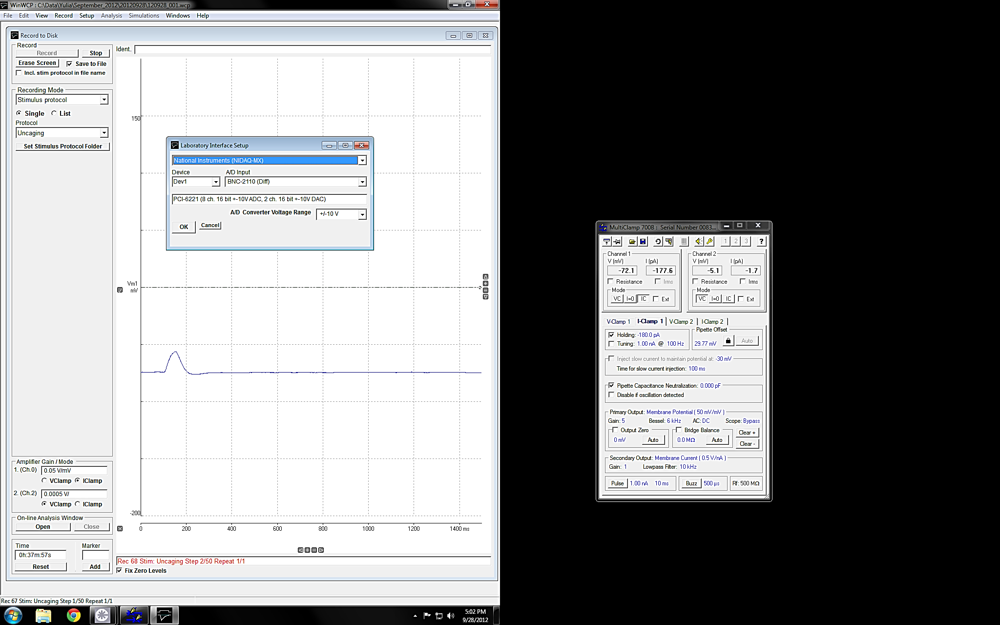 WinWCP : C:\Data\Yulia\September_2012\20120928\120928_001.wcp
File Edit View Record Setup Analysis Simulations Windows Help
Record to Disk
Record
Record Stop
Erase Screen Save to File
Incl. stim protocol in file name
Recording Mode
Stimulus protocol
Single List
Protocol
Uncaging
Set Stimulus Protocol Folder
Amplifier Gain / Mode
1. (Ch.0) 0.05 V/mV
VClamp IClamp
2. (Ch.2) 0.0005 V/
VClamp IClamp
On-line Analysis Window
Open Close
Time Marker
0h:37m:57s
Reset Add
Ident.
150
Vm1
mV
z
-200
0 200 400 600 800 1000 1200 1400 ms
Rec 68 Stim: Uncaging Step 2/50 Repeat 1/1
Fix Zero Levels
Rec 67 Stim: Uncaging Step 1/50 Repeat 1/1
Laboratory Interface Setup
National Instruments (NIDAQ-MX)
Device A/D Input
Dev1 BNC-2110 (Diff)
PCI-6221 (8 ch. 16 bit +-10V ADC, 2 ch. 16 bit +-10V DAC)
A/D Converter Voltage Range +/-10 V
OK Cancel
5:02 PM
9/28/2012
MultiClamp 700B : Serial Number 0083...
1 2 3 ?
Channel 1
V (mV) I (pA)
-72.1 -177.6
Resistance Irms
Mode
VC I=0 IC Ext
Channel 2
V (mV) I (pA)
-5.1 -1.7
Resistance Irms
Mode
VC I=0 IC Ext
V-Clamp 1 I-Clamp 1 V-Clamp 2 I-Clamp 2
Holding: -180.0 pA
Tuning: 1.00 nA @ 100 Hz
Pipette Offset
29.77 mV Auto
Inject slow current to maintain potential at: -30 mV
Time for slow current injection: 100 ms
Pipette Capacitance Neutralization: 0.000 pF
Disable if oscillation detected
Primary Output: Membrane Potential ( 50 mV/mV )
Gain: 5 Bessel: 6 kHz AC: DC Scope: Bypass
Output Zero Bridge Balance Clear +
0 mV Auto 0.0 MΩ Auto Clear -
Secondary Output: Membrane Current ( 0.5 V/nA )
Gain: 1 Lowpass Filter: 10 kHz
Pulse 1.00 nA 10 ms Buzz 500 µs Rf: 500 MΩ